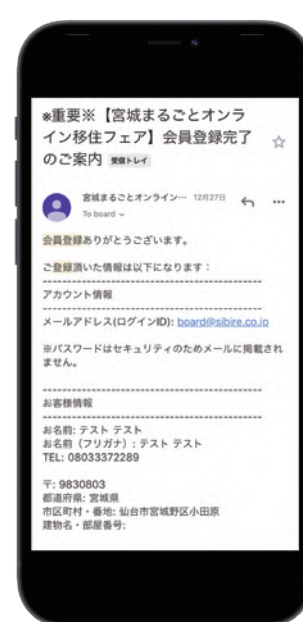 ※重要※【宮城まるごとオンラ
イン移住フェア】会員登録完了
のご案内 受信トレイ
宮城まるごとオンライン… 12月27日
To board
会員登録ありがとうございます。
ご登録頂いた情報は以下になります：
------------------------------------------------
アカウント情報
------------------------------------------------
メールアドレス(ログインID): board@sibire.co.jp
※パスワードはセキュリティのためメールに掲載され
ません。
------------------------------------------------
お客様情報
------------------------------------------------
お名前: テスト テスト
お名前（フリガナ）: テスト テスト
TEL: 08033372289
〒: 9830803
都道府県: 宮城県
市区町村・番地: 仙台市宮城野区小田原
建物名・部屋番号: